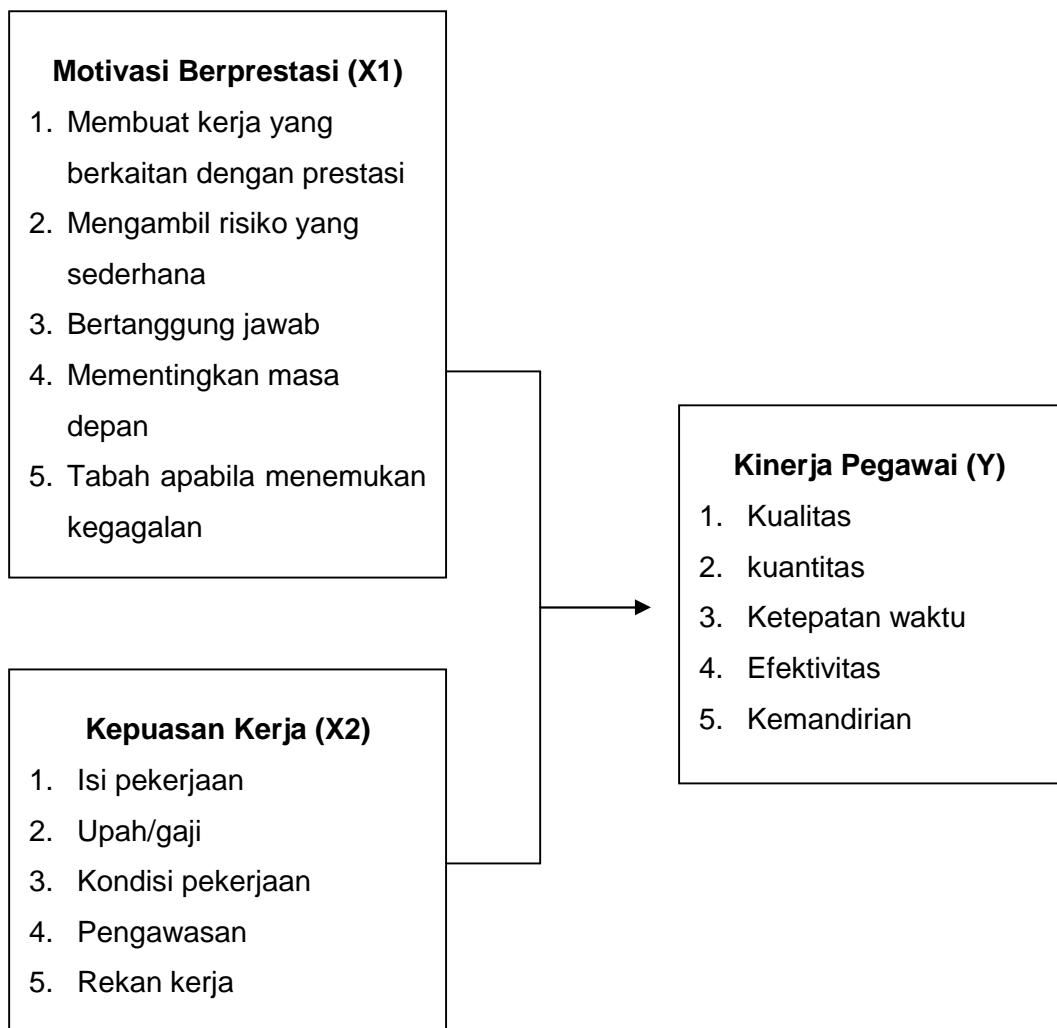 Motivasi Berprestasi (X1)
1. Membuat kerja yang
berkaitan dengan prestasi
2. Mengambil risiko yang
sederhana
3. Bertanggung jawab
4. Mementingkan masa
depan
5. Tabah apabila menemukan
kegagalan
Kepuasan Kerja (X2)
1. Isi pekerjaan
2. Upah/gaji
3. Kondisi pekerjaan
4. Pengawasan
5. Rekan kerja
Kinerja Pegawai (Y)
1. Kualitas
2. kuantitas
3. Ketepatan waktu
4. Efektivitas
5. Kemandirian